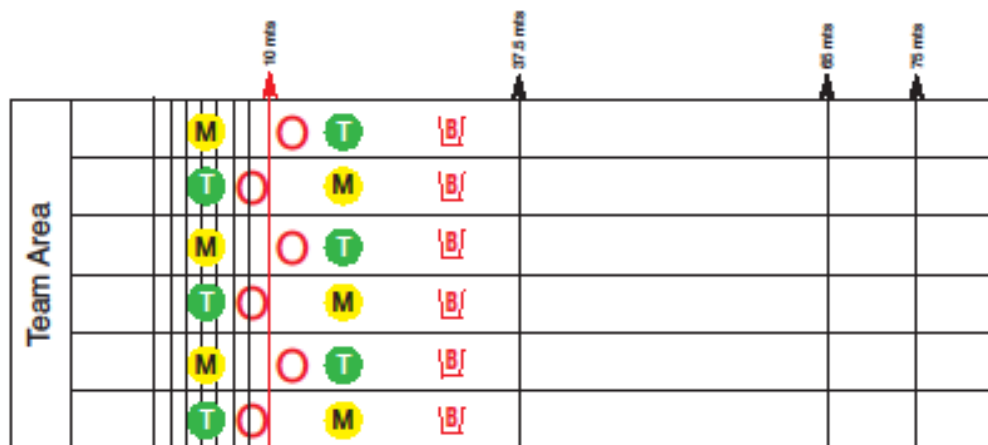 10 mts
37.5 mts
65 mts
75 mts
Team Area
M T B
T M B
M T B
T M B
M T B
T M B